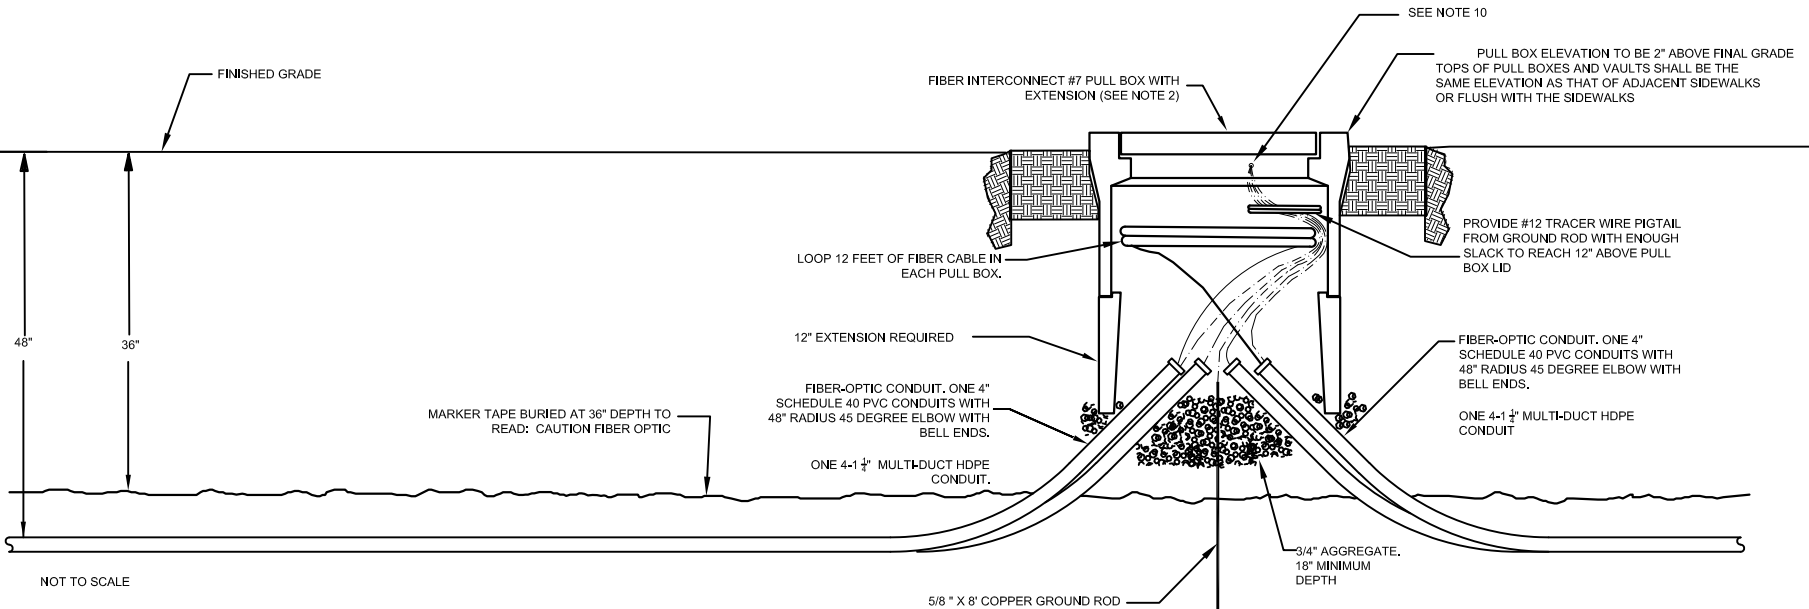 SEE NOTE 10
PULL BOX ELEVATION TO BE 2" ABOVE FINAL GRADE
TOPS OF PULL BOXES AND VAULTS SHALL BE THE
SAME ELEVATION AS THAT OF ADJACENT SIDEWALKS
OR FLUSH WITH THE SIDEWALKS
FINISHED GRADE
FIBER INTERCONNECT #7 PULL BOX WITH
EXTENSION (SEE NOTE 2)
PROVIDE #12 TRACER WIRE PIGTAIL
FROM GROUND ROD WITH ENOUGH
SLACK TO REACH 12" ABOVE PULL
BOX LID
LOOP 12 FEET OF FIBER CABLE IN
EACH PULL BOX.
48"
36"
12" EXTENSION REQUIRED
FIBER-OPTIC CONDUIT. ONE 4"
SCHEDULE 40 PVC CONDUITS WITH
48" RADIUS 45 DEGREE ELBOW WITH
BELL ENDS.
ONE 4-1 1/4" MULTI-DUCT HDPE
CONDUIT
FIBER-OPTIC CONDUIT. ONE 4"
SCHEDULE 40 PVC CONDUITS WITH
48" RADIUS 45 DEGREE ELBOW WITH
BELL ENDS.
ONE 4-1 1/4" MULTI-DUCT HDPE
CONDUIT.
MARKER TAPE BURIED AT 36" DEPTH TO
READ: CAUTION FIBER OPTIC
3/4" AGGREGATE.
18" MINIMUM
DEPTH
NOT TO SCALE
5/8 " X 8' COPPER GROUND ROD